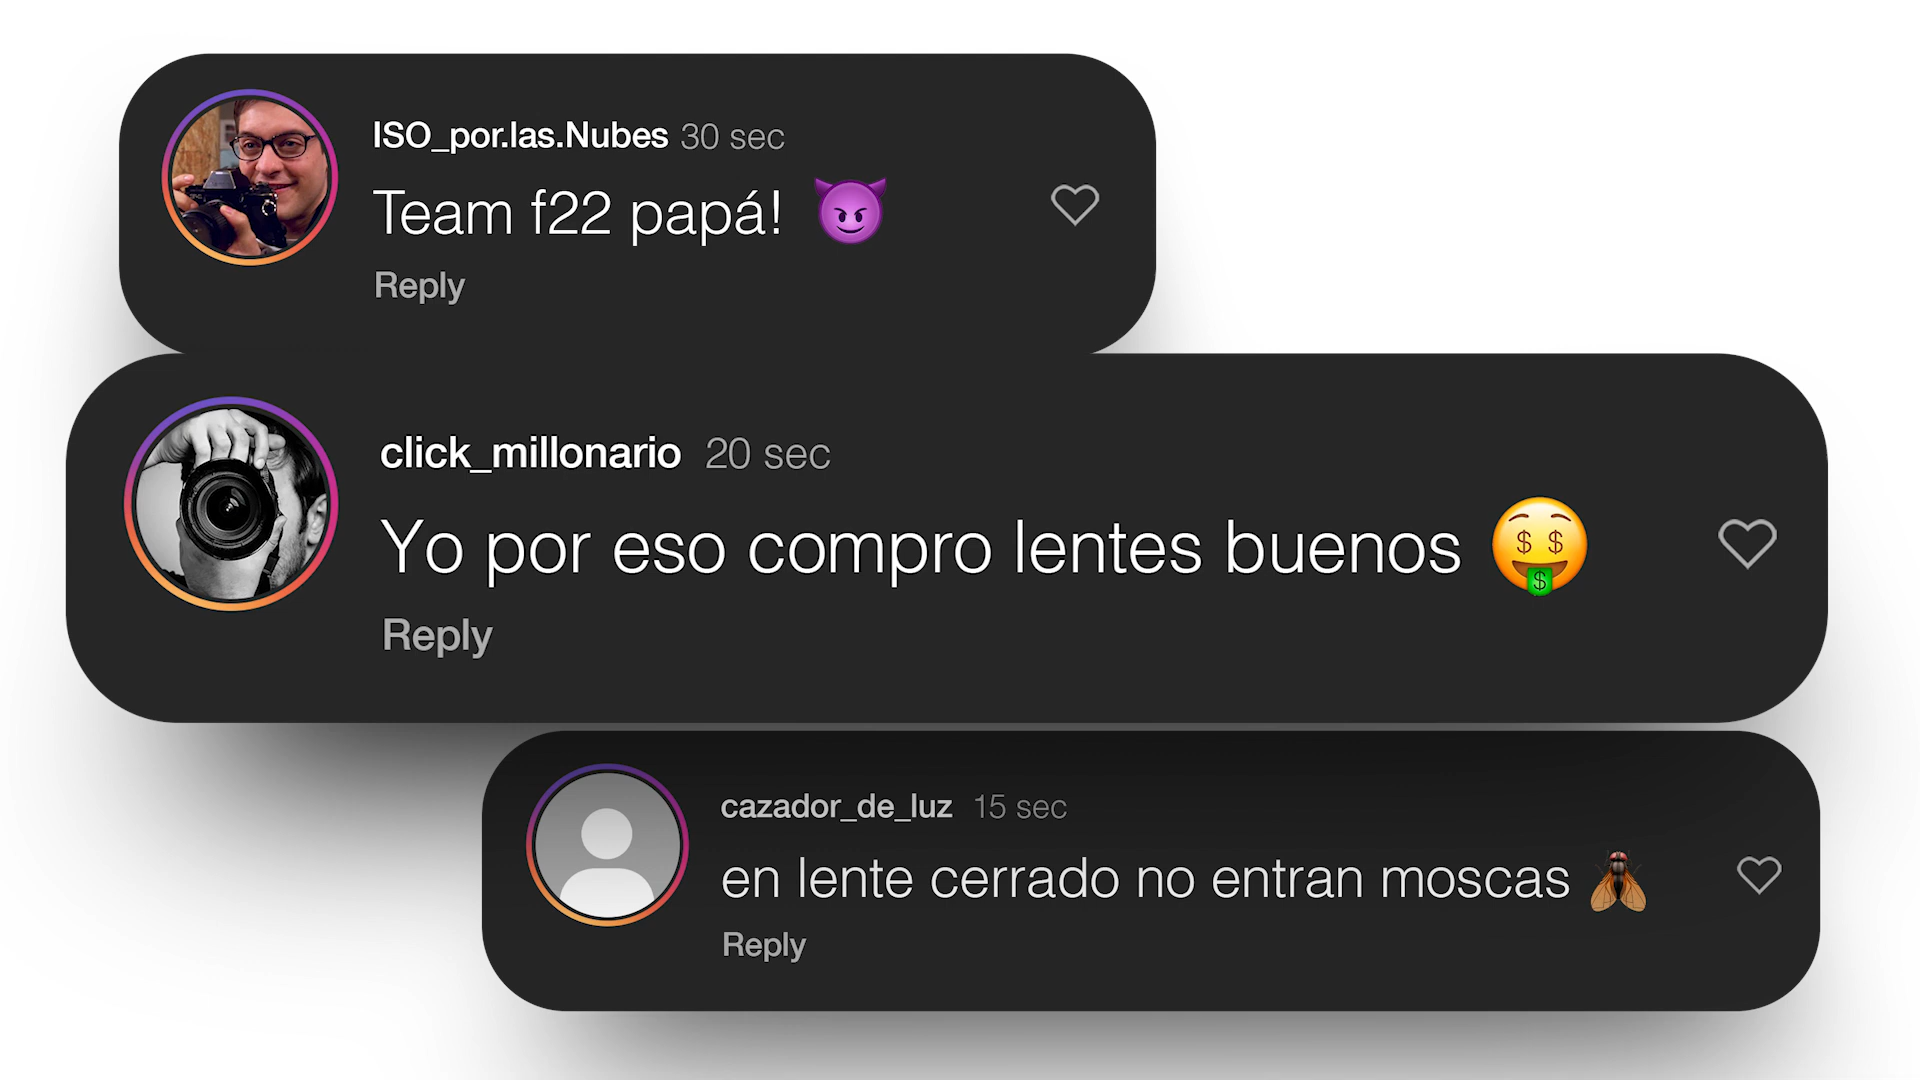 ISO_por.las.Nubes 30 sec
Team f22 papá! 😈
Reply
click_millonario 20 sec
Yo por eso compro lentes buenos 🤑
Reply
cazador_de_luz 15 sec
en lente cerrado no entran moscas 🪰
Reply